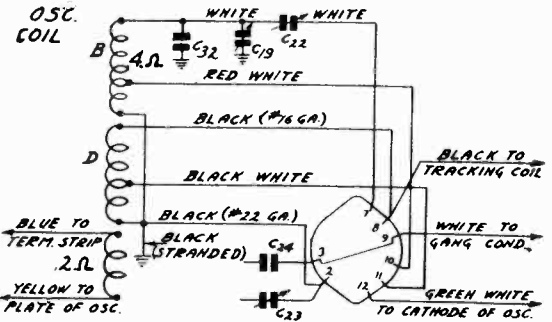 OSC.
COIL
WHITE
WHITE
WHITE
C32
C19
C22
B
4Ω
RED WHITE
BLACK (#16 GA.)
D
BLACK WHITE
BLACK TO
TRACKING COIL
BLUE TO
TERM. STRIP
BLACK (#22 GA.)
BLACK
(STRANDED)
7
8
9
10
11
12
3
2
C24
WHITE TO
GANG COND.
.2Ω
YELLOW TO
PLATE OF OSC.
C23
GREEN WHITE
TO CATHODE OF OSC.